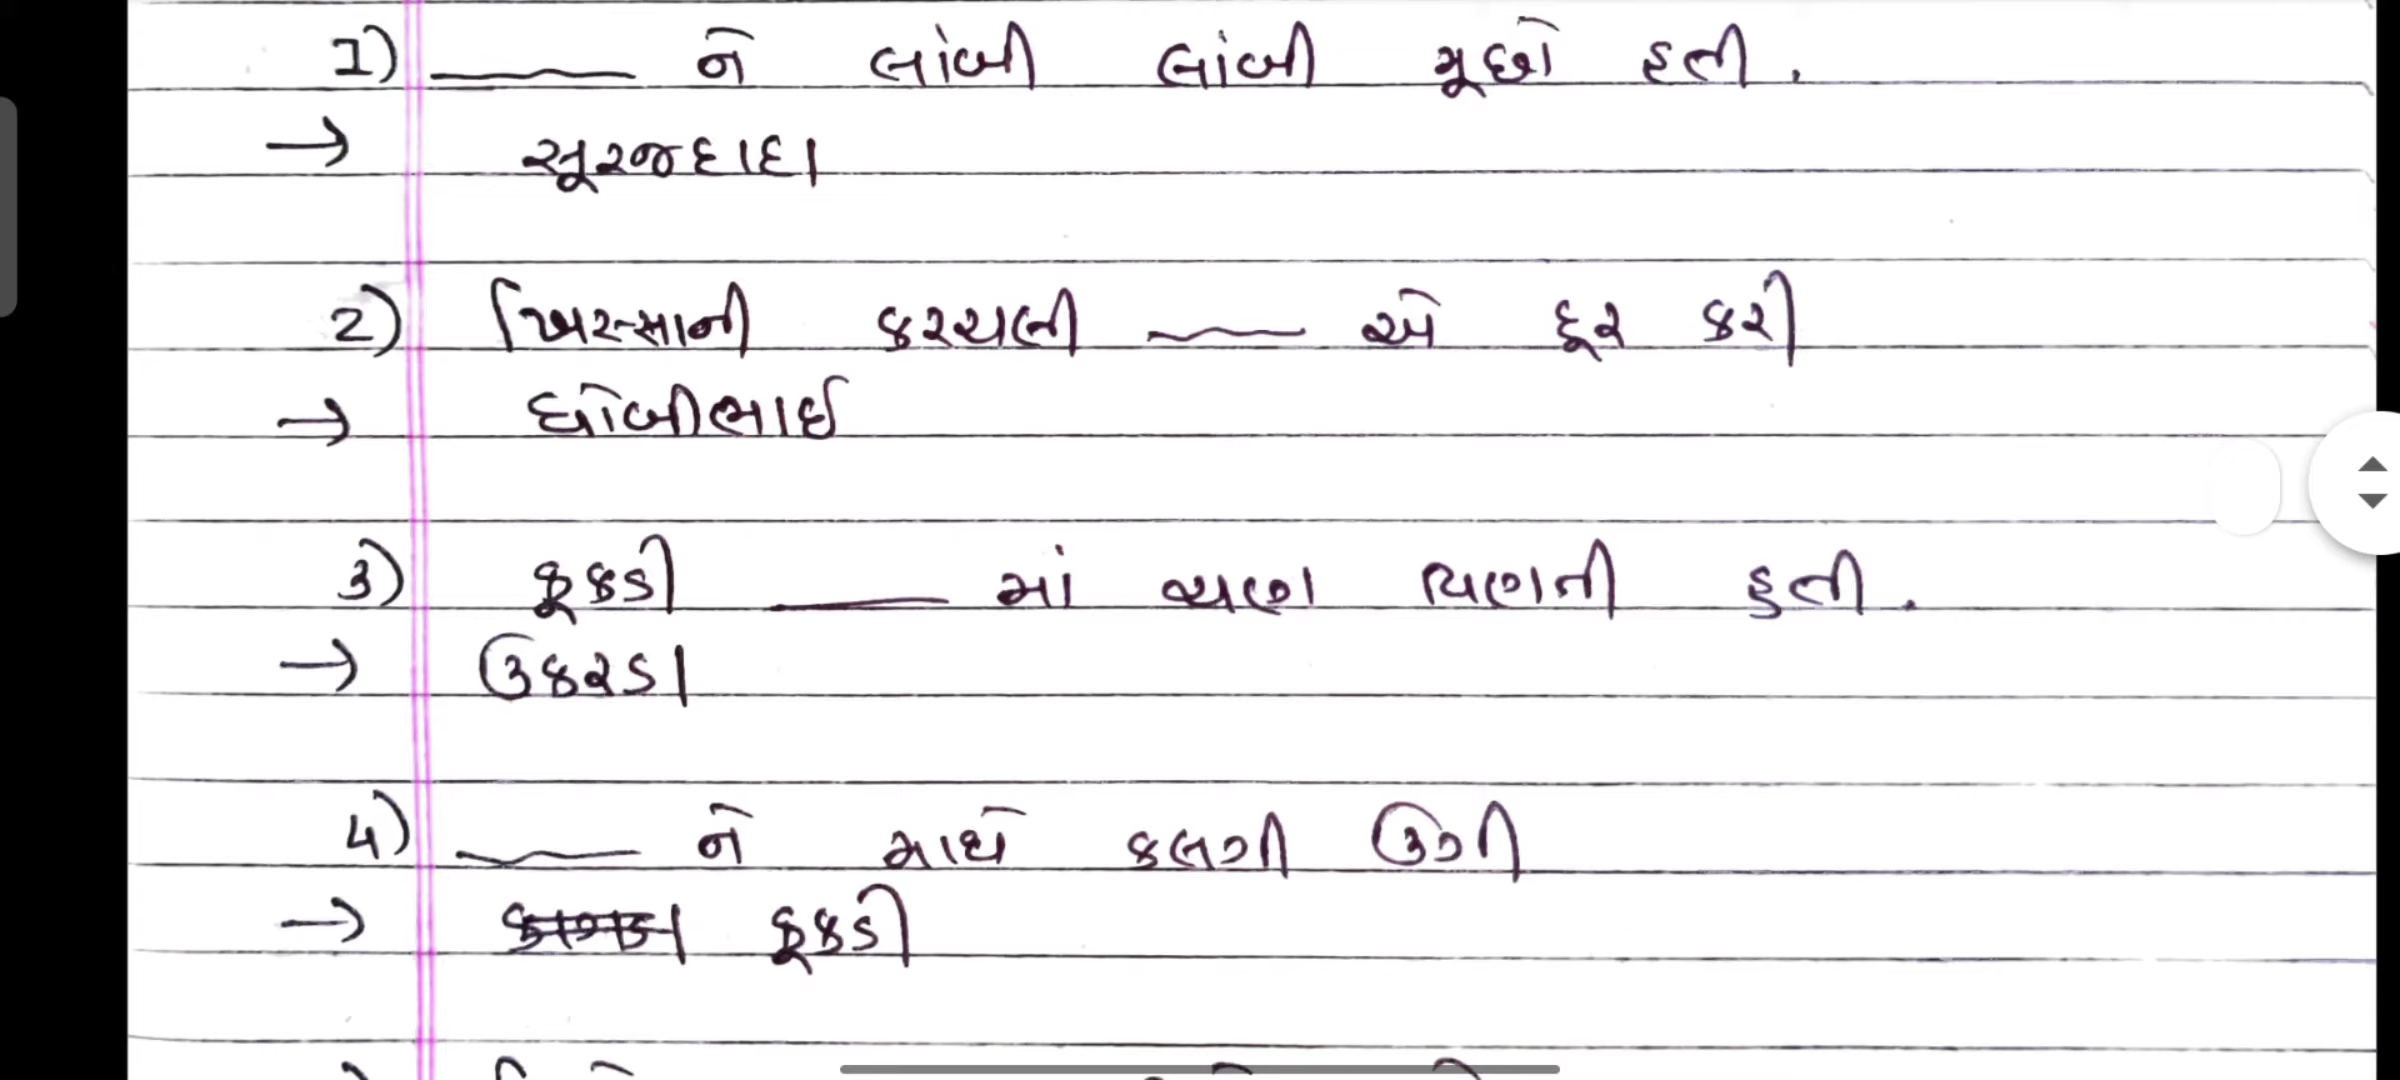 1) ____ ને લાંબી લાંબી મૂછો હતી.
→ સૂરજદાદા
2) ખિસ્સાની કરચલી ____ એ દૂર કરી
→ ધોબીભાઈ
3) કૂકડી ____ માં ચણ ચણતી હતી.
→ ઉકરડા
4) ____ ને માથે કલગી ઉગી
→ કૂકડી